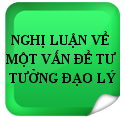 NGHỊ LUẬN VỀ
MỘT VẤN ĐỀ TƯ
TƯỞNG ĐẠO LÝ